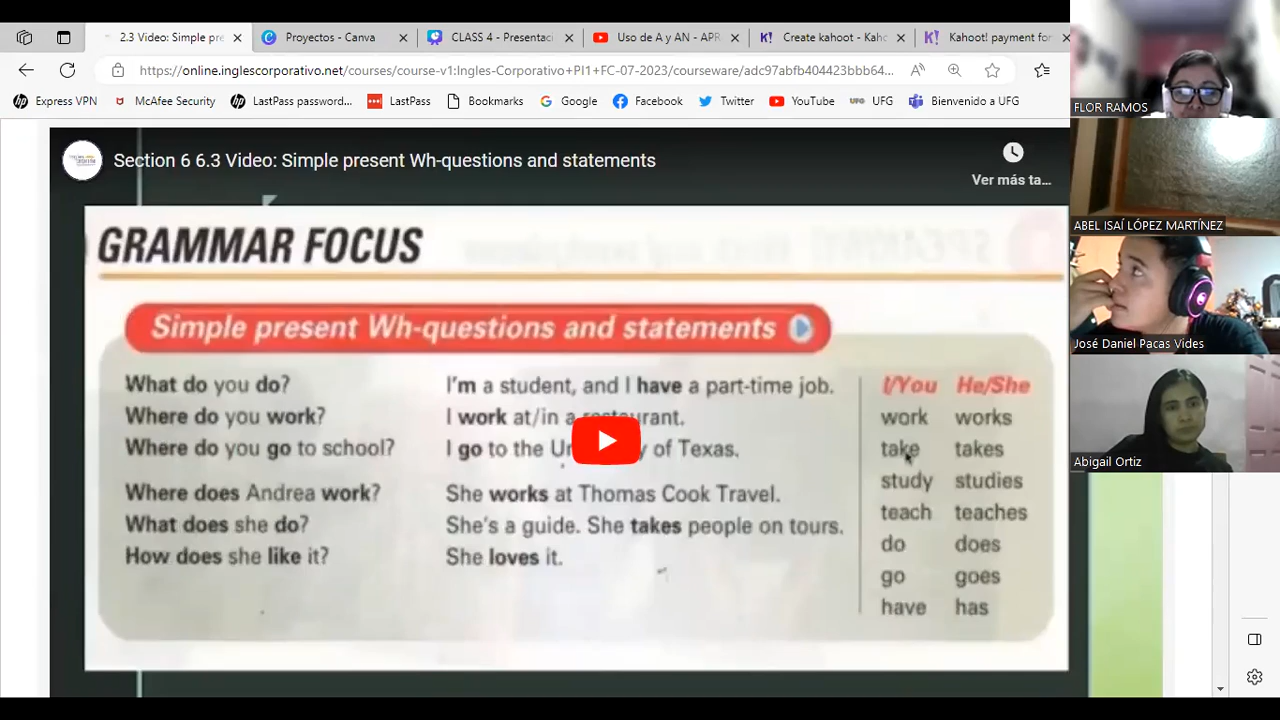 2.3 Video: Simple pre
Proyectos - Canva
CLASS 4 - Presentaci
Uso de A y AN - APR
Create kahoot - Kaho
Kahoot! payment for
https://online.inglescorporativo.net/courses/course-v1:Ingles-Corporativo+PI1+FC-07-2023/courseware/adc97abfb404423bbb64...
Express VPN
McAfee Security
LastPass password...
LastPass
Bookmarks
Google
Facebook
Twitter
YouTube
UFG
Bienvenido a UFG
Section 6 6.3 Video: Simple present Wh-questions and statements
Ver más ta...
GRAMMAR FOCUS
Simple present Wh-questions and statements
What do you do? I'm a student, and I have a part-time job.
Where do you work? I work at/in a restaurant.
Where do you go to school? I go to the Un y of Texas.
Where does Andrea work? She works at Thomas Cook Travel.
What does she do? She's a guide. She takes people on tours.
How does she like it? She loves it.
I/You He/She
work works
take takes
study studies
teach teaches
do does
go goes
have has
FLOR RAMOS
ABEL ISAÍ LÓPEZ MARTÍNEZ
José Daniel Pacas Vides
Abigail Ortiz